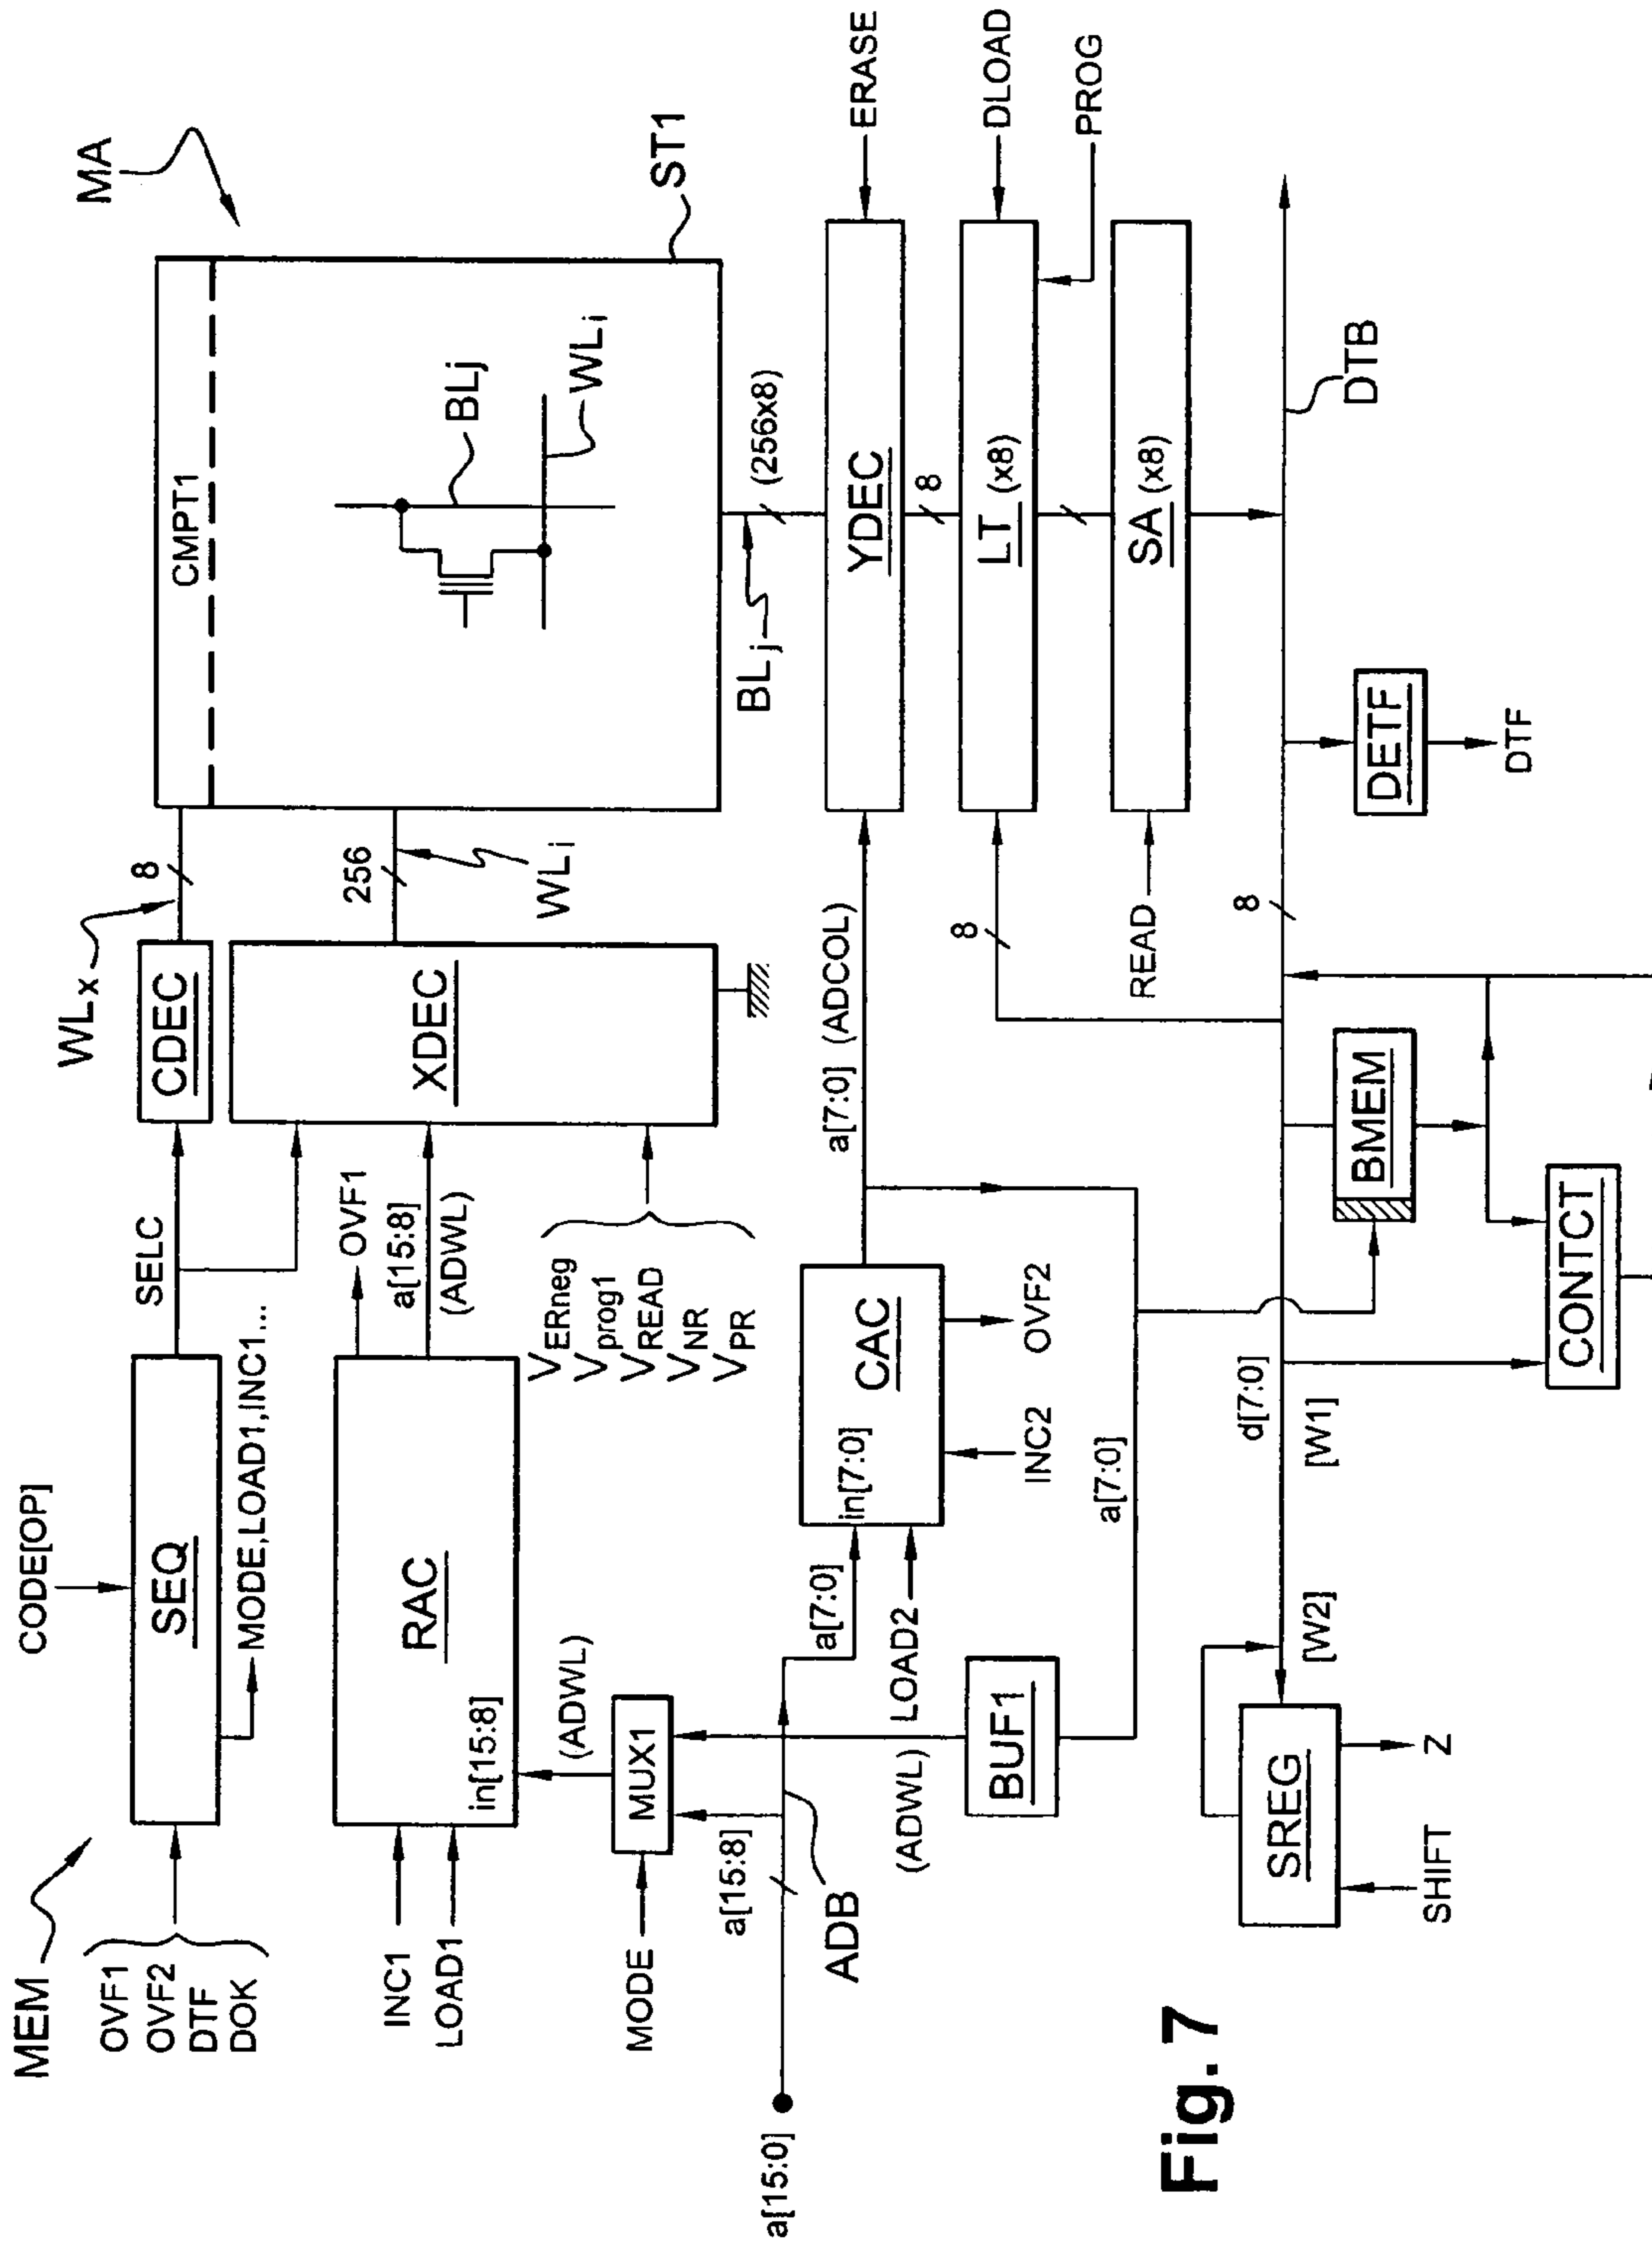 MEM
OVF1
OVF2
DTF
DOK
CODE[OP]
SEQ
MODE,LOAD1,INC1...
SELC
WLx
8
CDEC
CMPT1
MA
ST1
INC1
LOAD1
RAC
in[15:8]
OVF1
a[15:8]
(ADWL)
XDEC
256
WLi
BLj
WLi
VERneg
Vprog1
VREAD
VNR
VPR
(ADWL)
MODE
MUX1
a[15:8]
a[15:0]
ADB
a[7:0]
LOAD2
in[7:0]
CAC
INC2
OVF2
a[7:0] (ADCOL)
BLj
(256x8)
YDEC
ERASE
8
LT (x8)
DLOAD
PROG
8
READ
SA (x8)
(ADWL)
BUF1
a[7:0]
d[7:0]
[W1]
[W2]
8
DTB
SREG
SHIFT
Z
BMEM
CONTCT
DETF
DTF
Fig.7